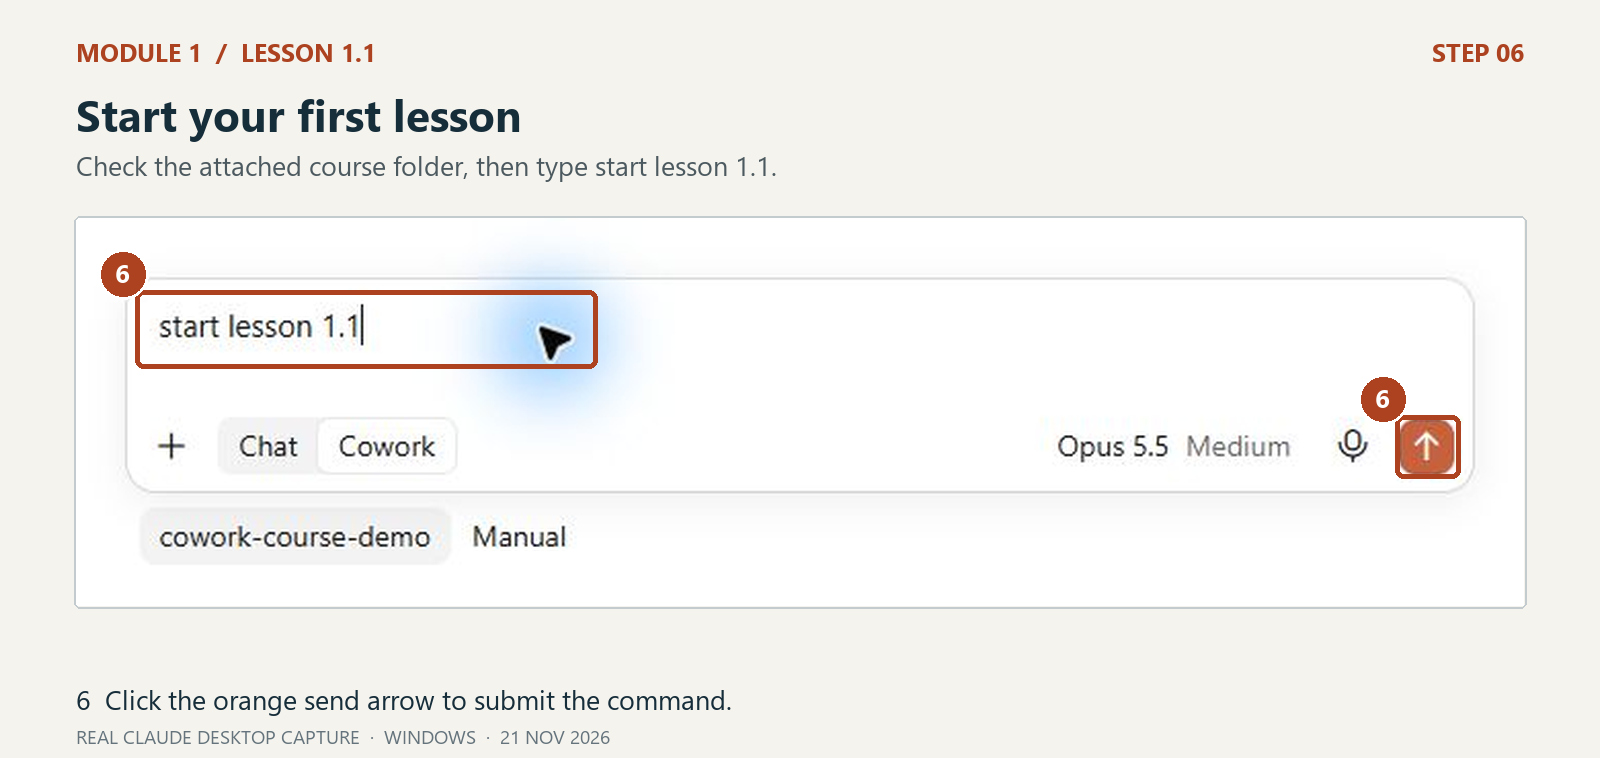 MODULE 1 / LESSON 1.1
STEP 06
Start your first lesson
Check the attached course folder, then type start lesson 1.1.
6
start lesson 1.1
6
Chat Cowork
Opus 5.5 Medium
cowork-course-demo Manual
6 Click the orange send arrow to submit the command.
REAL CLAUDE DESKTOP CAPTURE · WINDOWS · 21 NOV 2026